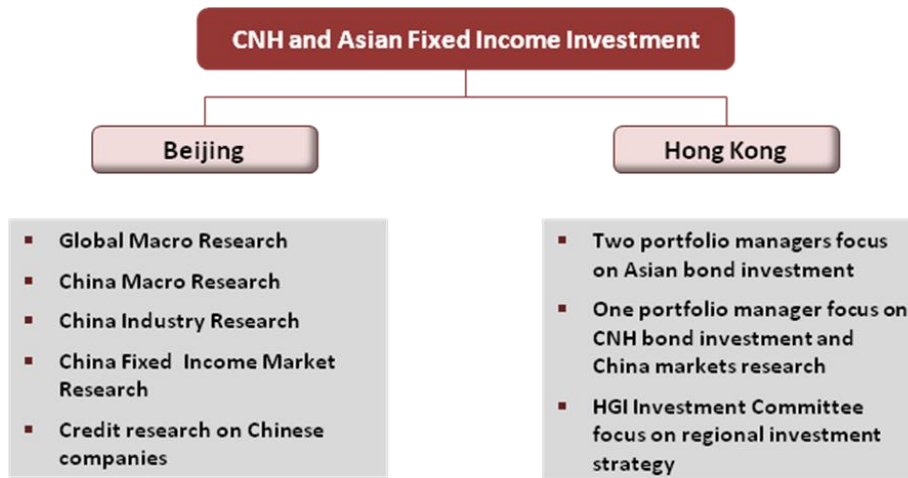 CNH and Asian Fixed Income Investment
Beijing
Hong Kong
Global Macro Research
China Macro Research
China Industry Research
China Fixed Income Market
Research
Credit research on Chinese
companies
Two portfolio managers focus
on Asian bond investment
One portfolio manager focus on
CNH bond investment and
China markets research
HGI Investment Committee
focus on regional investment
strategy